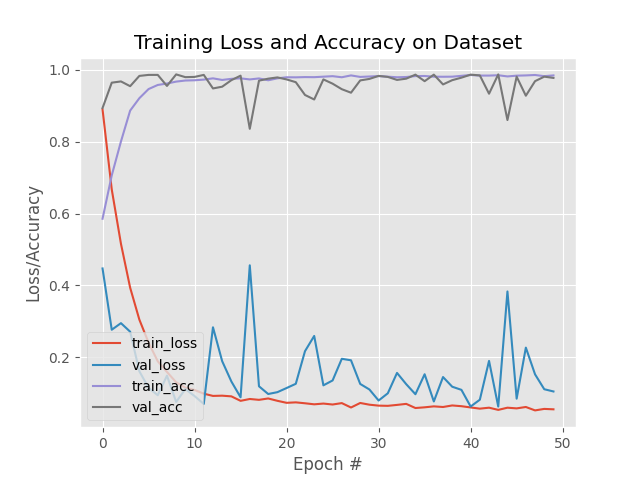 Training Loss and Accuracy on Dataset
1.0
0.8
0.6
0.4
0.2
Loss/Accuracy
train_loss
val_loss
train_acc
val_acc
0
10
20
30
40
50
Epoch #